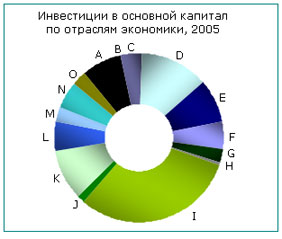 Инвестиции в основной капитал
по отраслям экономики, 2005
A
B
C
D
E
F
G
H
I
J
K
L
M
N
O